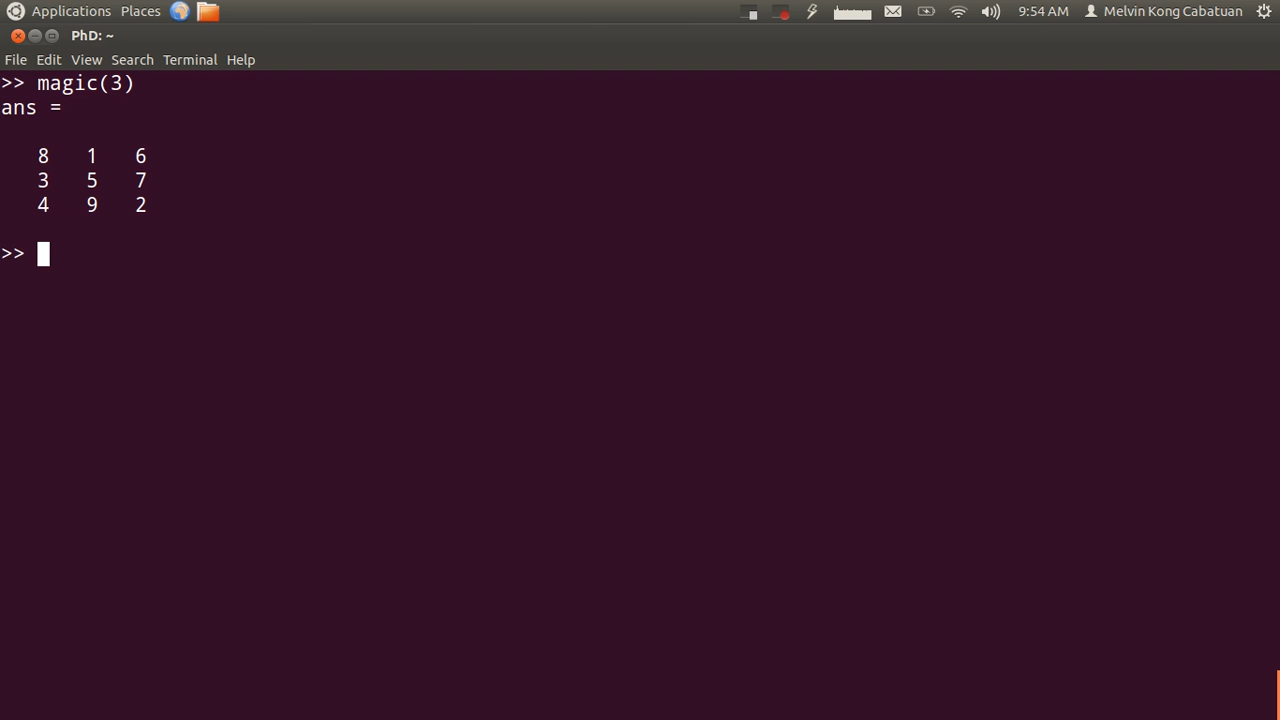 Applications Places 9:54 AM Melvin Kong Cabatuan
PhD: ~
File Edit View Search Terminal Help
>> magic(3)
ans =
8 1 6
3 5 7
4 9 2
>>